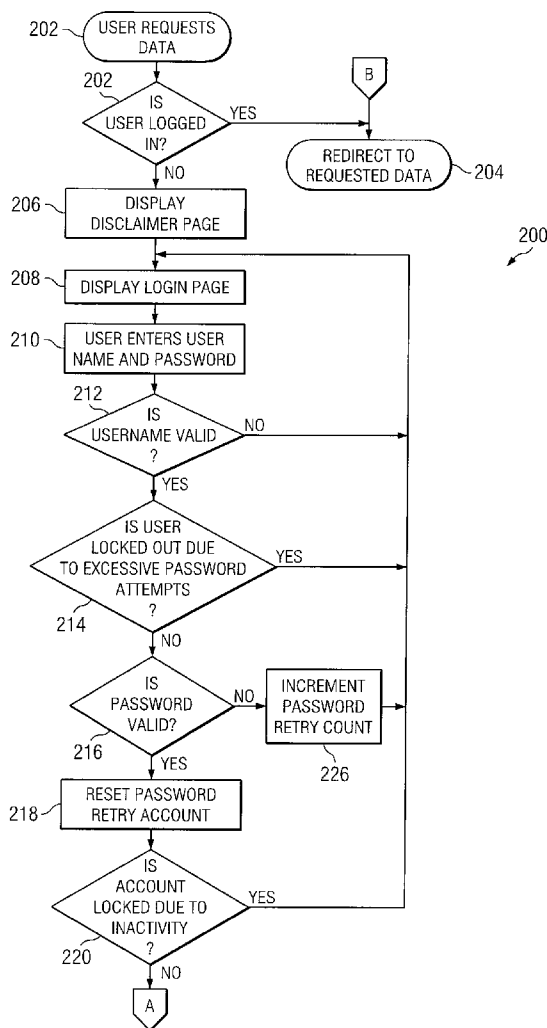 202
USER REQUESTS
DATA
202
IS
USER LOGGED
IN?
YES
B
NO
REDIRECT TO
REQUESTED DATA
204
206
DISPLAY
DISCLAIMER PAGE
200
208
DISPLAY LOGIN PAGE
210
USER ENTERS USER
NAME AND PASSWORD
212
IS
USERNAME VALID
?
NO
YES
IS USER
LOCKED OUT DUE
TO EXCESSIVE PASSWORD
ATTEMPTS
?
YES
214
NO
IS
PASSWORD
VALID?
NO
INCREMENT
PASSWORD
RETRY COUNT
216
226
YES
218
RESET PASSWORD
RETRY ACCOUNT
IS
ACCOUNT
LOCKED DUE TO
INACTIVITY
?
YES
220
NO
A